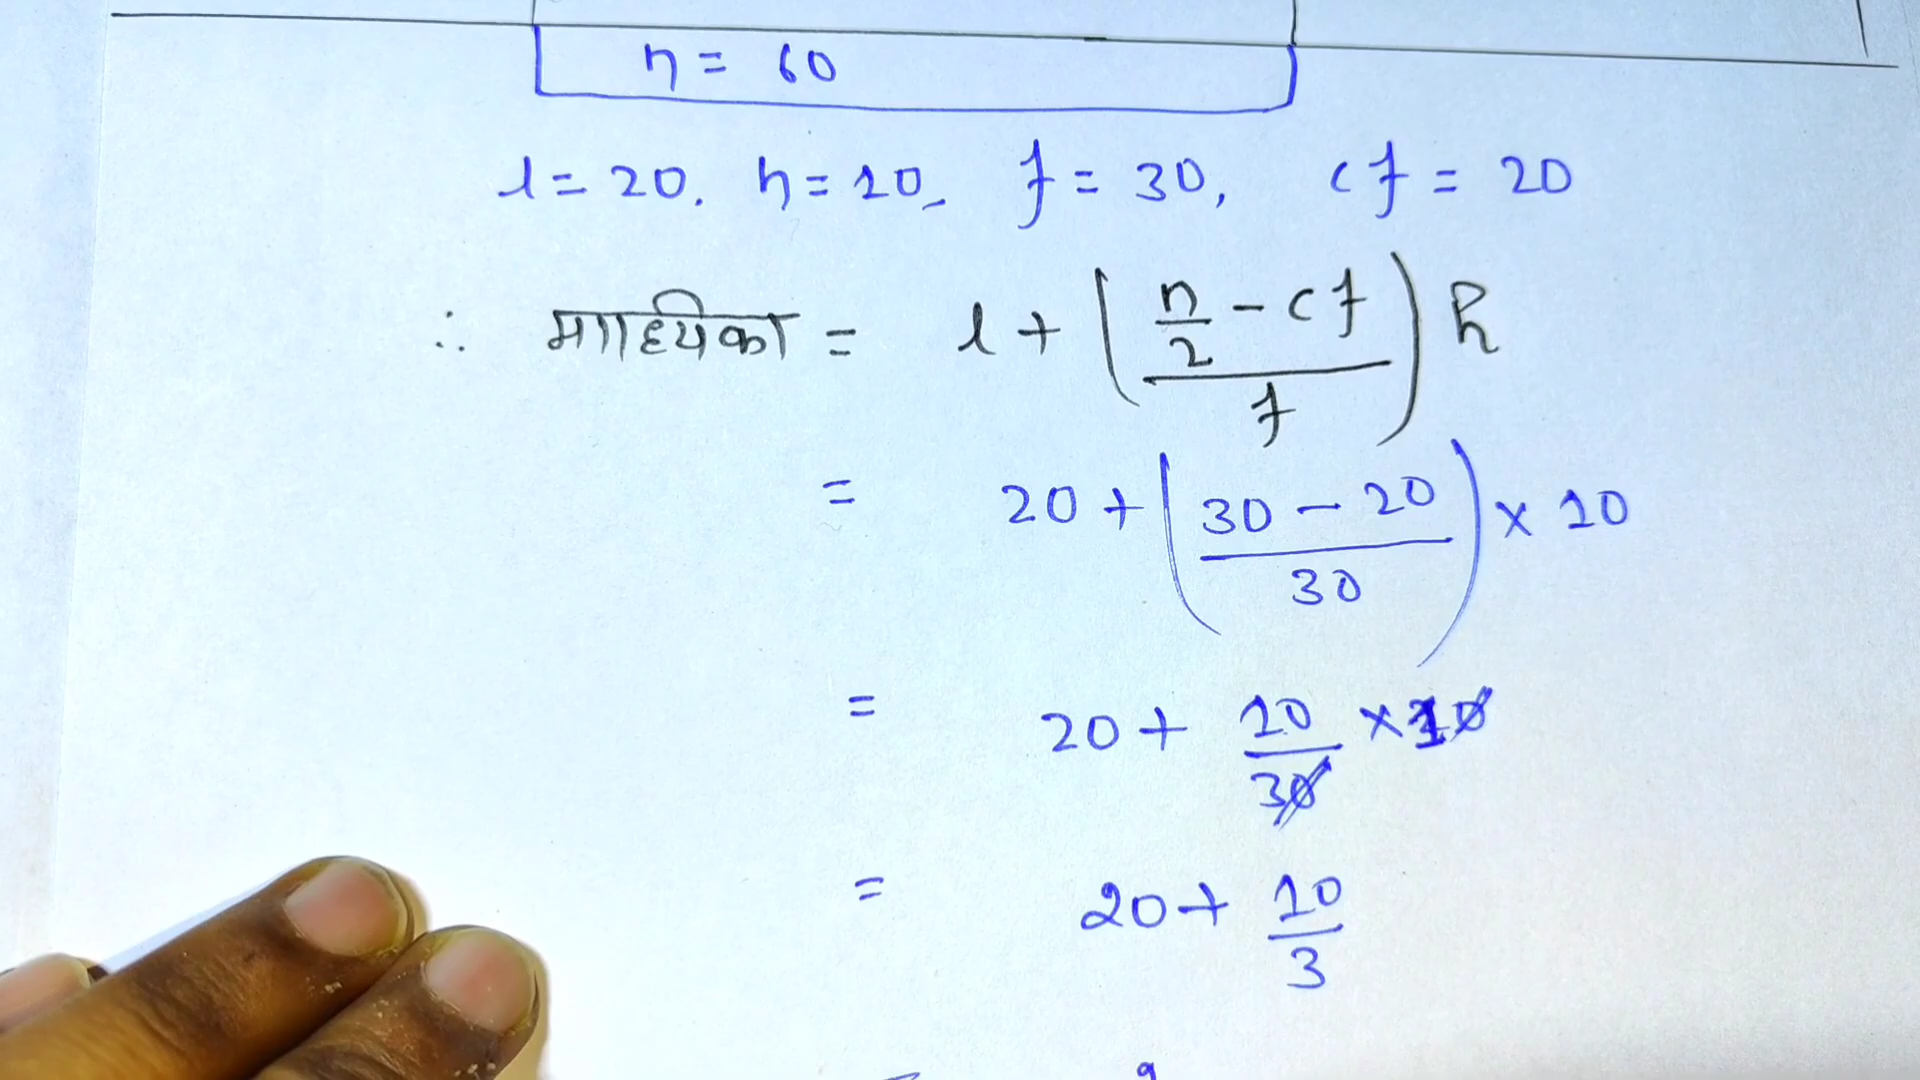 n = 60
l = 20, h = 10, f = 30, cf = 20
∴ माध्यिका = l + ( (n/2 - cf) / f ) h
= 20 + ( (30 - 20) / 30 ) × 10
= 20 + 10/30 × 10
= 20 + 10/3